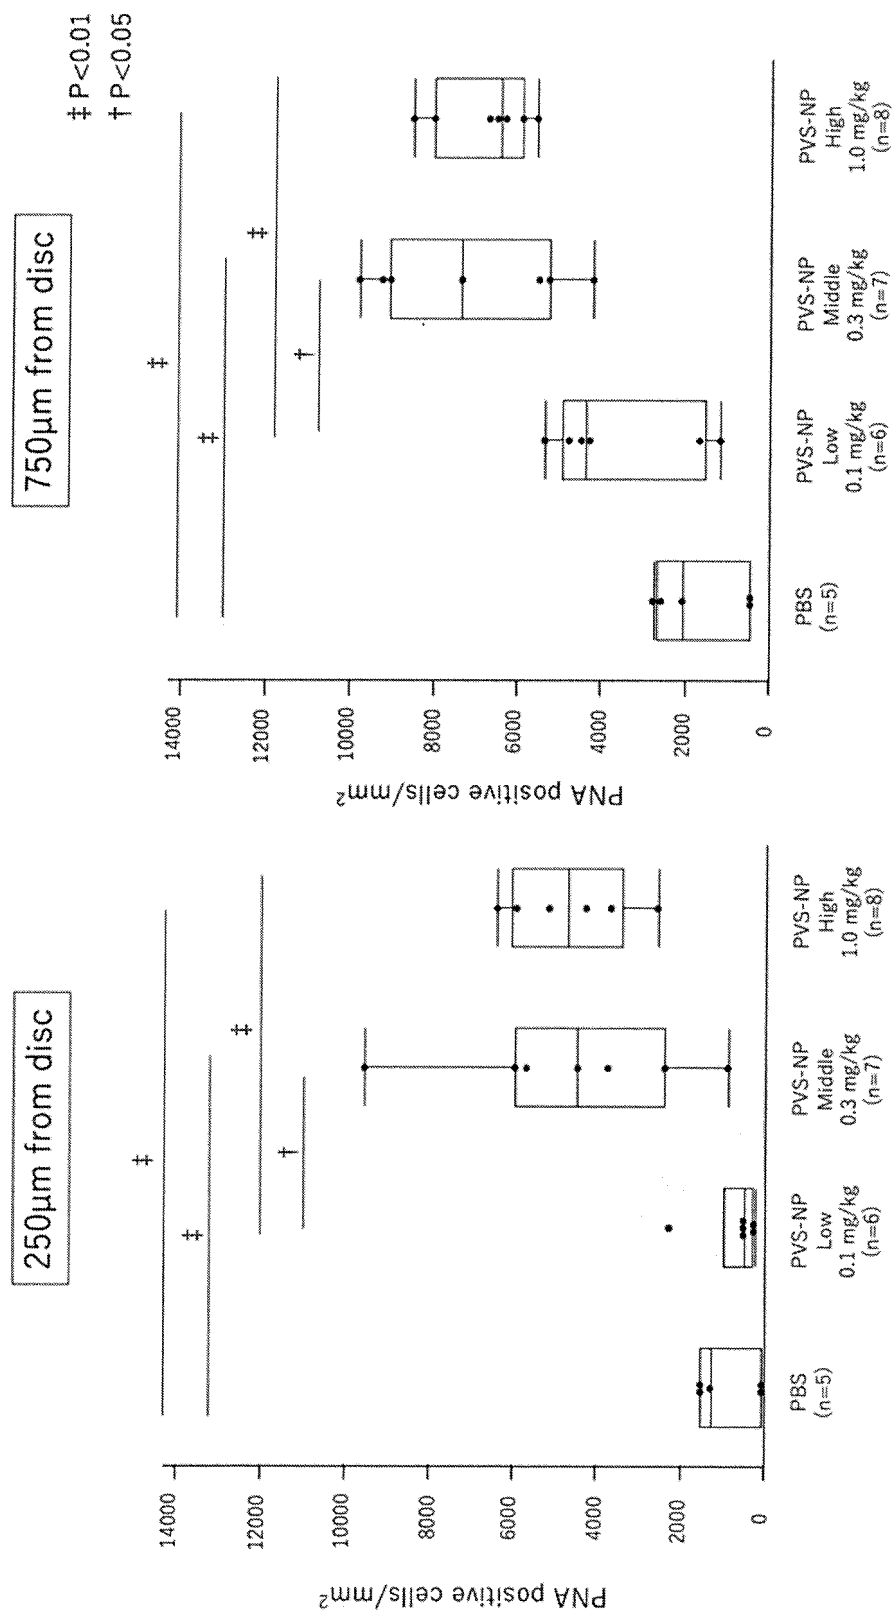 250µm from disc
PNA positive cells/mm²
14000
12000
10000
8000
6000
4000
2000
0
‡
‡
‡
†
PBS
(n=5)
PVS-NP
Low
0.1 mg/kg
(n=6)
PVS-NP
Middle
0.3 mg/kg
(n=7)
PVS-NP
High
1.0 mg/kg
(n=8)
750µm from disc
‡ P<0.01
† P<0.05
PNA positive cells/mm²
14000
12000
10000
8000
6000
4000
2000
0
‡
‡
‡
†
PBS
(n=5)
PVS-NP
Low
0.1 mg/kg
(n=6)
PVS-NP
Middle
0.3 mg/kg
(n=7)
PVS-NP
High
1.0 mg/kg
(n=8)